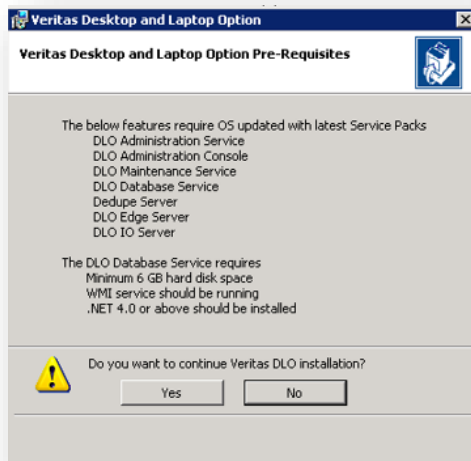 Veritas Desktop and Laptop Option
Veritas Desktop and Laptop Option Pre-Requisites
The below features require OS updated with latest Service Packs
DLO Administration Service
DLO Administration Console
DLO Maintenance Service
DLO Database Service
Dedupe Server
DLO Edge Server
DLO IO Server
The DLO Database Service requires
Minimum 6 GB hard disk space
WMI service should be running
.NET 4.0 or above should be installed
Do you want to continue Veritas DLO installation?
Yes
No